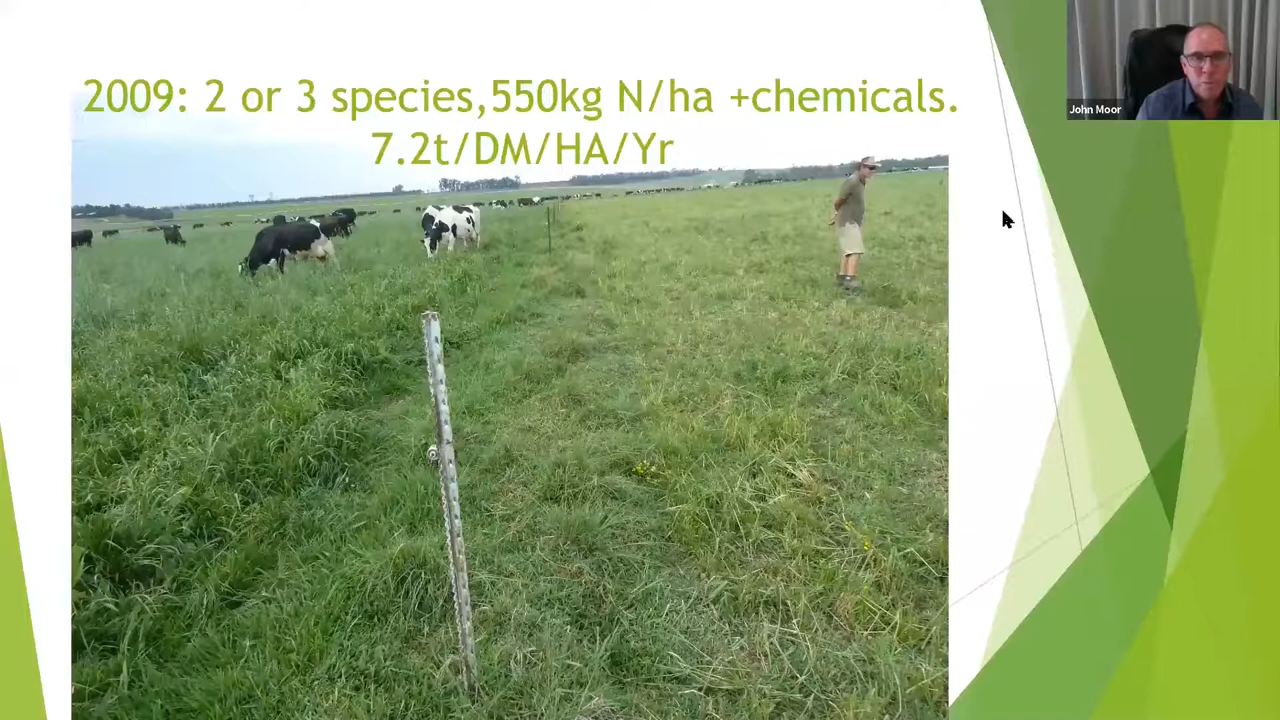 2009: 2 or 3 species,550kg N/ha +chemicals.
7.2t/DM/HA/Yr
John Moor